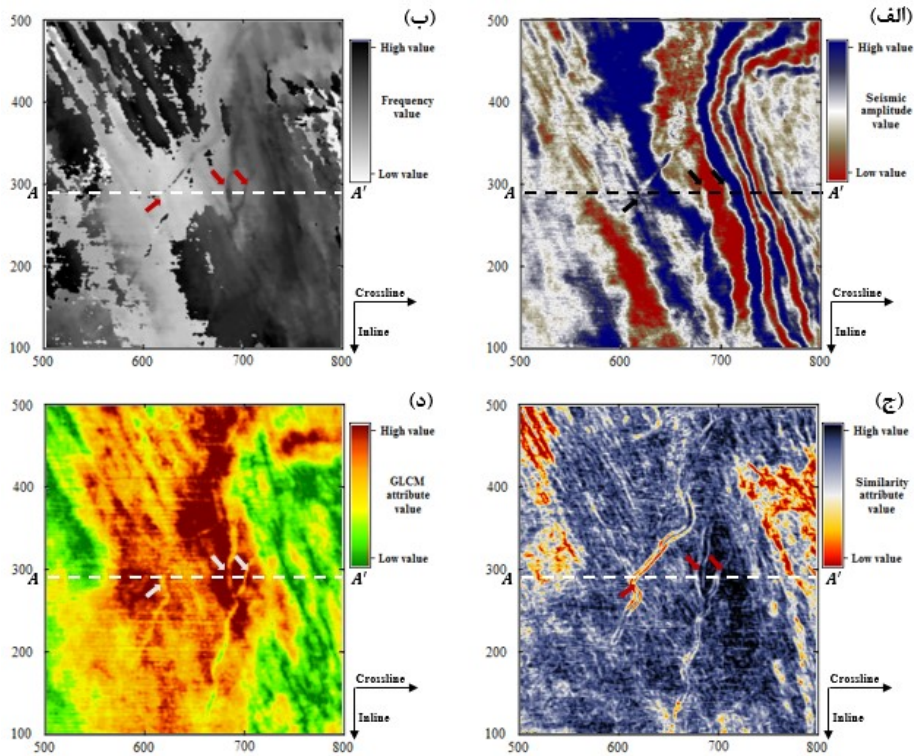 (ب)
500
400
300
200
100
500
600
700
800
High value
Frequency
value
Low value
A
A'
Crossline
Inline
(الف)
500
400
300
200
100
500
600
700
800
High value
Seismic
amplitude
value
Low value
A
A'
Crossline
Inline
(د)
500
400
300
200
100
500
600
700
800
High value
GLCM
attribute
value
Low value
A
A'
Crossline
Inline
(ج)
500
400
300
200
100
500
600
700
800
High value
Similarity
attribute
value
Low value
A
A'
Crossline
Inline